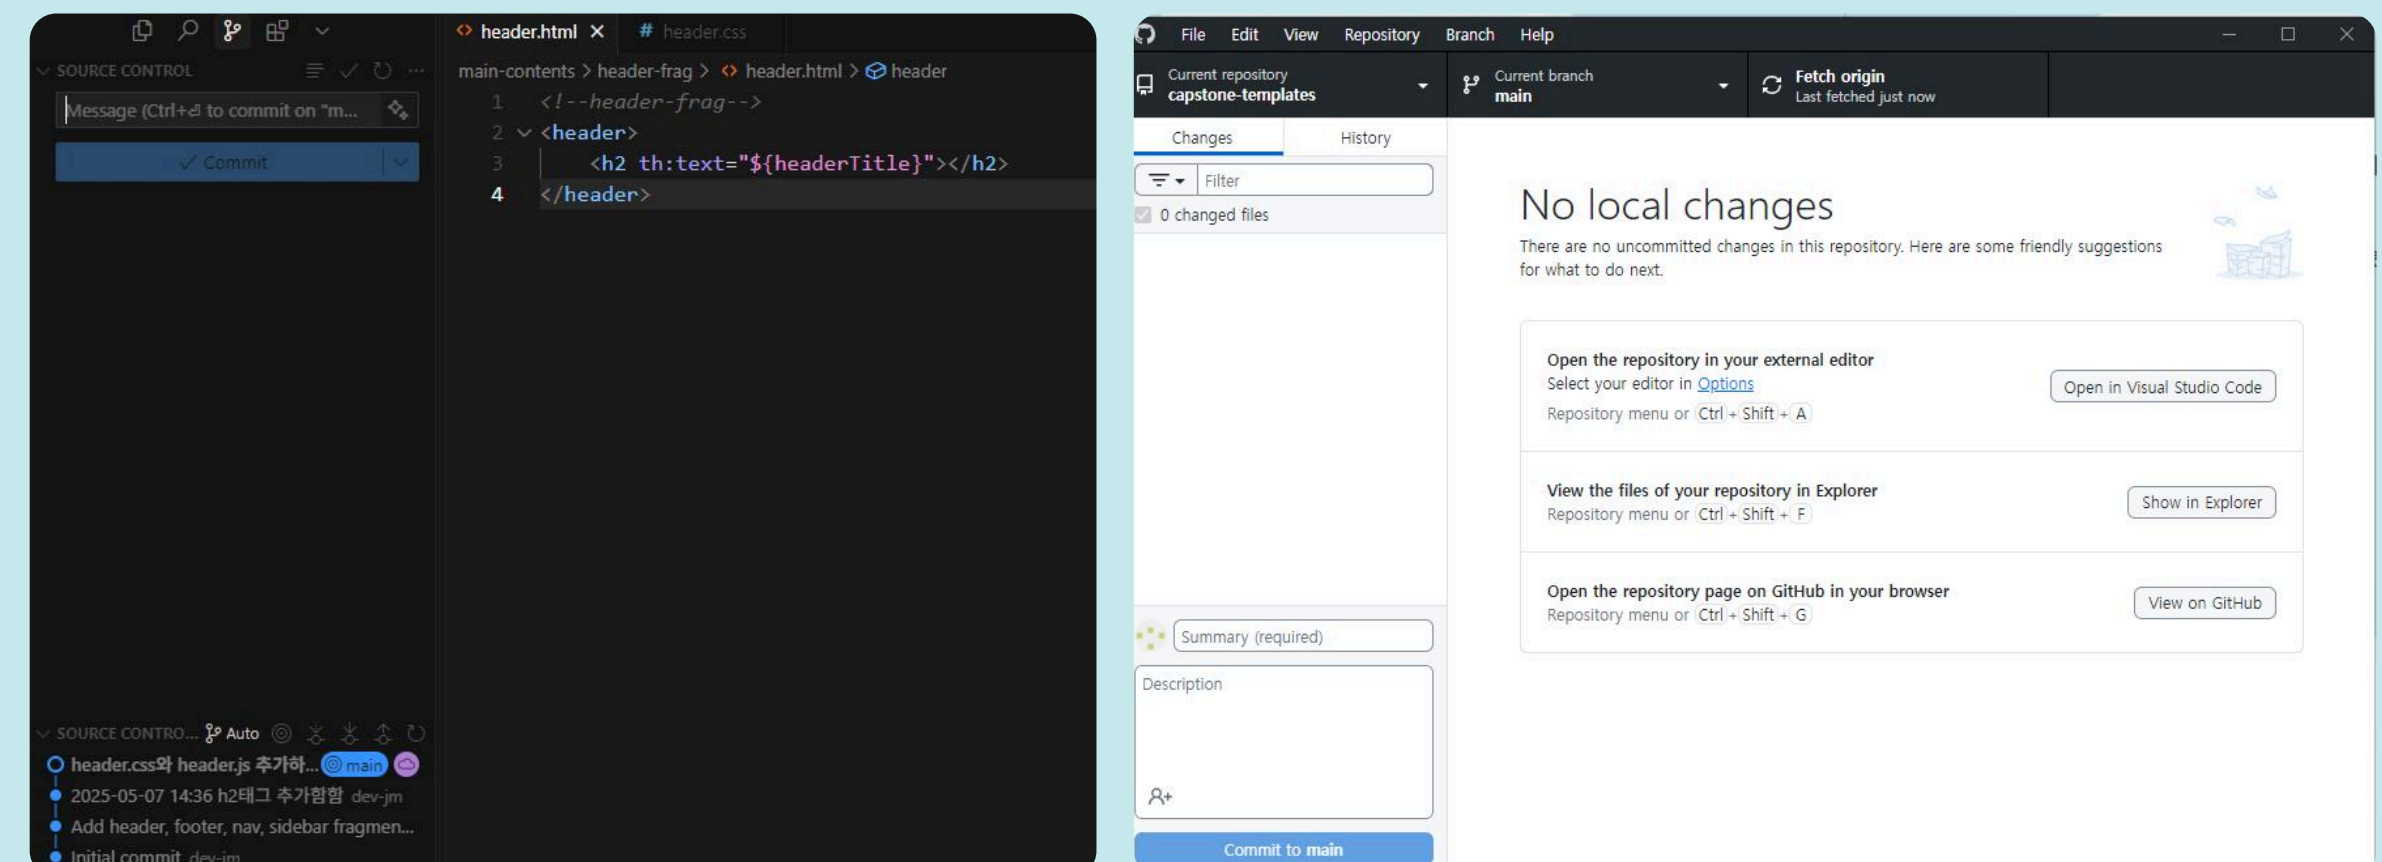 SOURCE CONTROL
Message (Ctrl+⏎ to commit on "m...
Commit
SOURCE CONTRO... Auto
header.css와 header.js 추가하... main
2025-05-07 14:36 h2태그 추가함함 dev-jm
Add header, footer, nav, sidebar fragmen...
Initial commit dev-jm
header.html
# header.css
main-contents > header-frag > header.html > header
1 <!--header-frag-->
2 <header>
3 <h2 th:text="${headerTitle}"></h2>
4 </header>
File Edit View Repository Branch Help
Current repository
capstone-templates
Current branch
main
Fetch origin
Last fetched just now
Changes History
Filter
0 changed files
Summary (required)
Description
Commit to main
No local changes
There are no uncommitted changes in this repository. Here are some friendly suggestions
for what to do next.
Open the repository in your external editor
Select your editor in Options
Repository menu or Ctrl + Shift + A
Open in Visual Studio Code
View the files of your repository in Explorer
Repository menu or Ctrl + Shift + F
Show in Explorer
Open the repository page on GitHub in your browser
Repository menu or Ctrl + Shift + G
View on GitHub